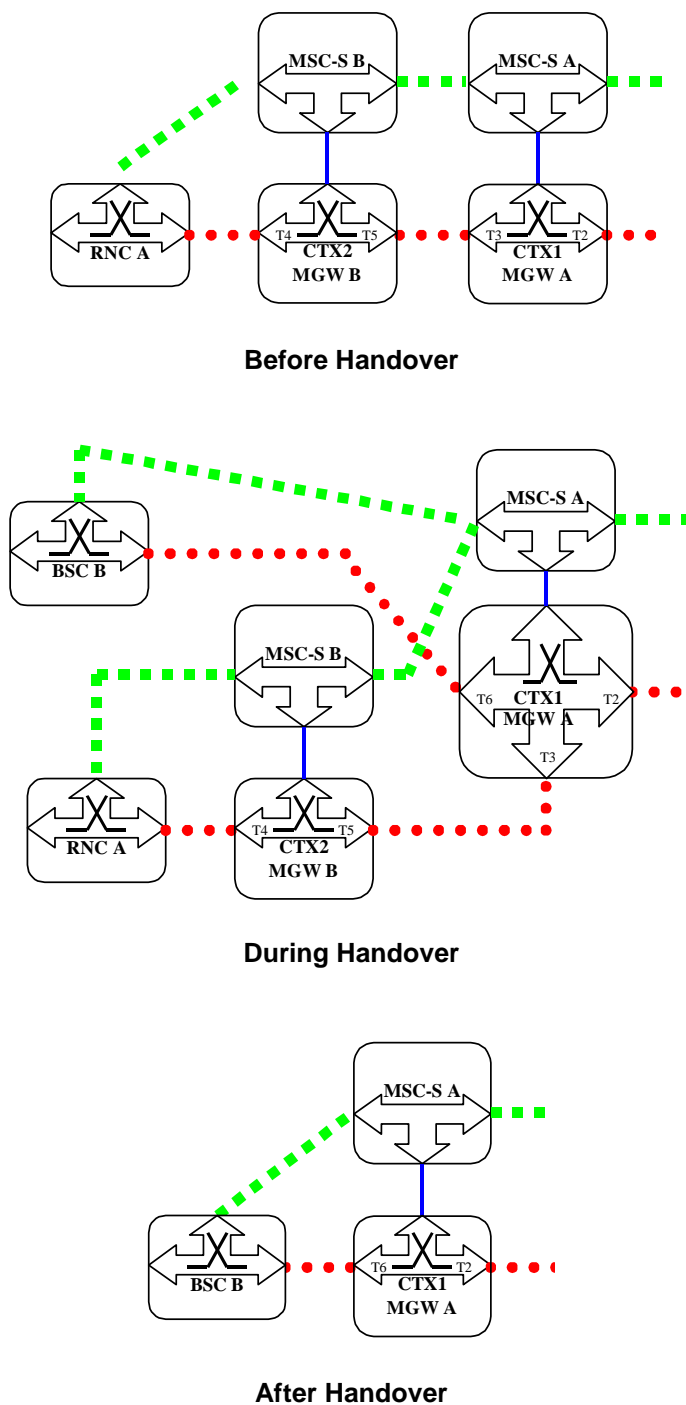 MSC-S B
MSC-S A
RNC A
T4
T5
CTX2
MGW B
T3
T2
CTX1
MGW A
Before Handover
MSC-S A
BSC B
MSC-S B
T6
T2
CTX1
MGW A
T3
RNC A
T4
T5
CTX2
MGW B
During Handover
MSC-S A
BSC B
T6
T2
CTX1
MGW A
After Handover